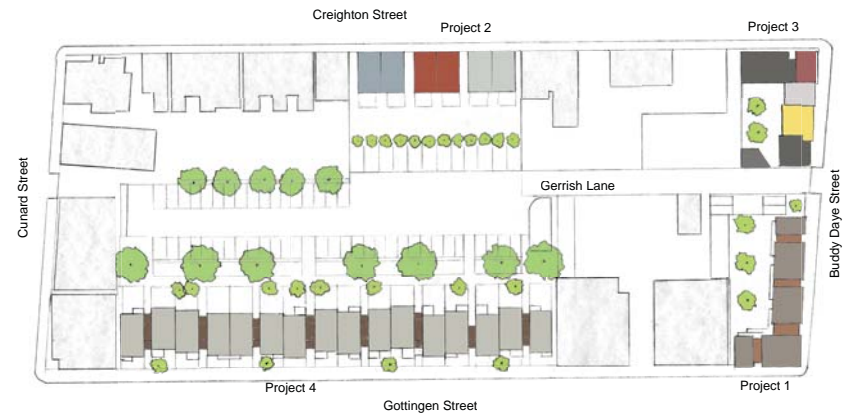 Creighton Street
Project 2
Project 3
Cunard Street
Gerrish Lane
Buddy Daye Street
Project 4
Project 1
Gottingen Street